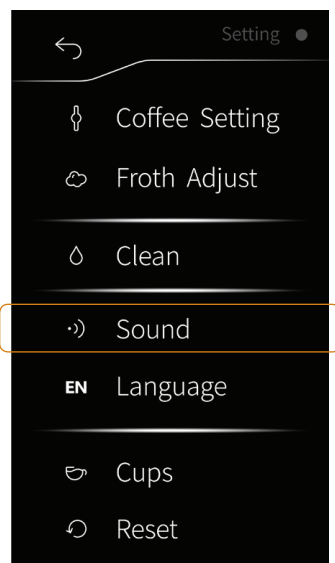 Setting
Coffee Setting
Froth Adjust
Clean
Sound
EN Language
Cups
Reset